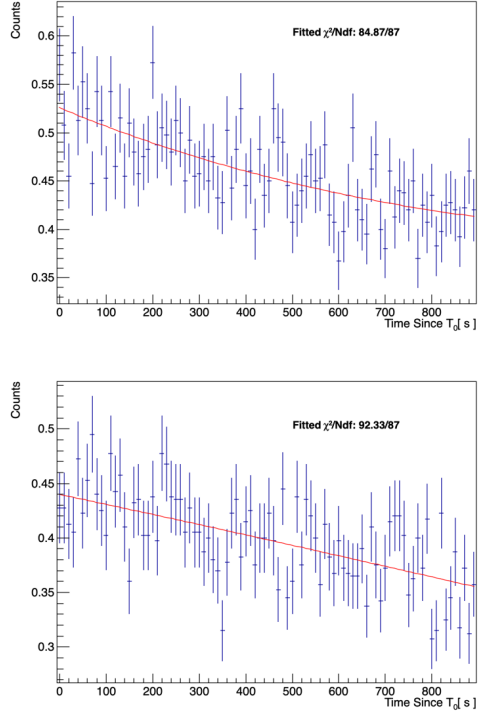 Counts
Fitted χ²/Ndf: 84.87/87
0.6
0.55
0.5
0.45
0.4
0.35
0 100 200 300 400 500 600 700 800
Time Since T₀[ s ]
Counts
Fitted χ²/Ndf: 92.33/87
0.5
0.45
0.4
0.35
0.3
0 100 200 300 400 500 600 700 800
Time Since T₀[ s ]